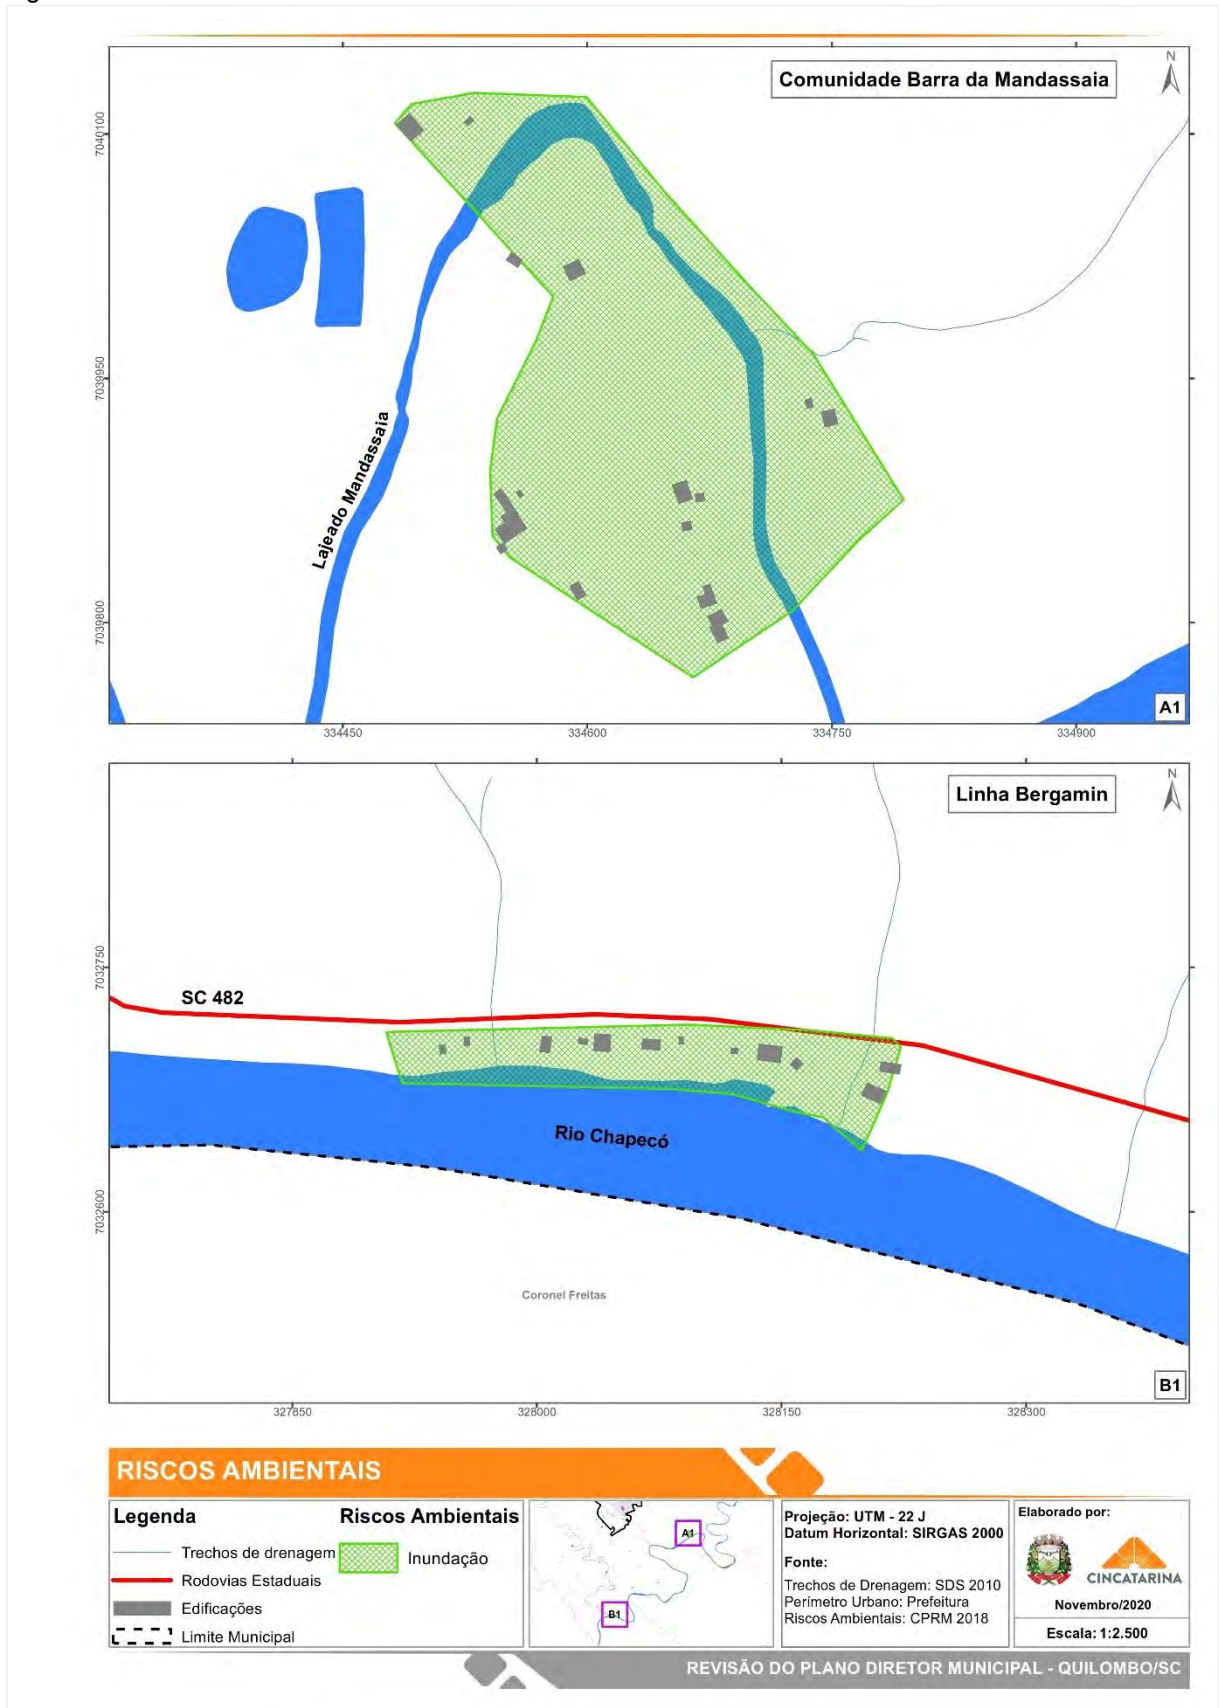 Comunidade Barra da Mandassaia
N
7040100
7039950
7039800
Lajeado Mandassaia
A1
334450
334600
334750
334900
Linha Bergamin
N
7032750
7032600
SC 482
Rio Chapecó
Coronel Freitas
B1
327850
328000
328150
328300
RISCOS AMBIENTAIS
Legenda
Trechos de drenagem
Rodovias Estaduais
Edificações
Limite Municipal
Riscos Ambientais
Inundação
A1
B1
Projeção: UTM - 22 J
Datum Horizontal: SIRGAS 2000
Fonte:
Trechos de Drenagem: SDS 2010
Perímetro Urbano: Prefeitura
Riscos Ambientais: CPRM 2018
Elaborado por:
CINCATARINA
Novembro/2020
Escala: 1:2.500
REVISÃO DO PLANO DIRETOR MUNICIPAL - QUILOMBO/SC